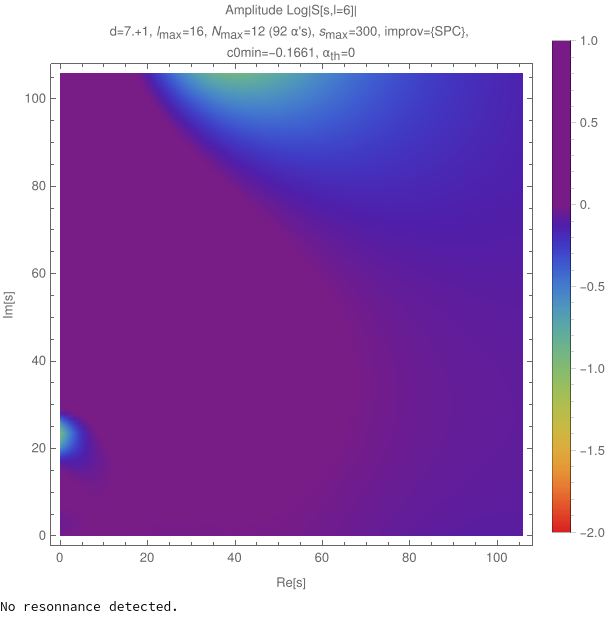 Amplitude Log|S[s,l=6]|
d=7.+1, lmax=16, Nmax=12 (92 α's), smax=300, improv={SPC},
c0min=-0.1661, αth=0
100
80
60
40
20
0
Im[s]
0 20 40 60 80 100
Re[s]
1.0
0.5
0.
-0.5
-1.0
-1.5
-2.0
No resonnance detected.